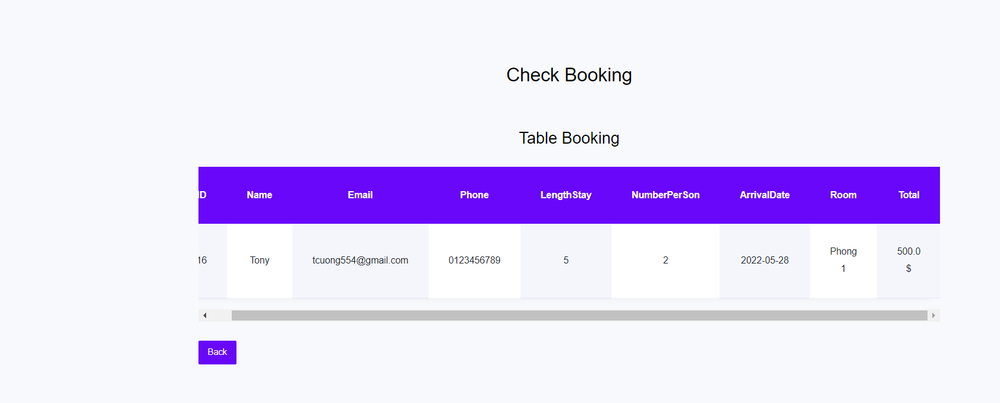 Check Booking
Table Booking
ID Name Email Phone LengthStay NumberPerSon ArrivalDate Room Total
16 Tony tcuong554@gmail.com 0123456789 5 2 2022-05-28 Phong 1 500.0 $
Back